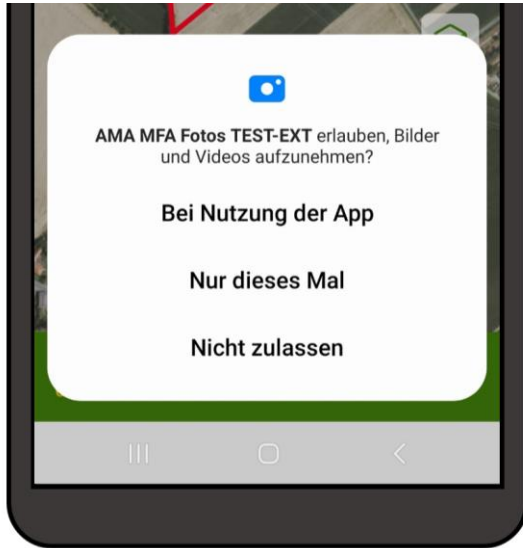 AMA MFA Fotos TEST-EXT erlauben, Bilder
und Videos aufzunehmen?
Bei Nutzung der App
Nur dieses Mal
Nicht zulassen